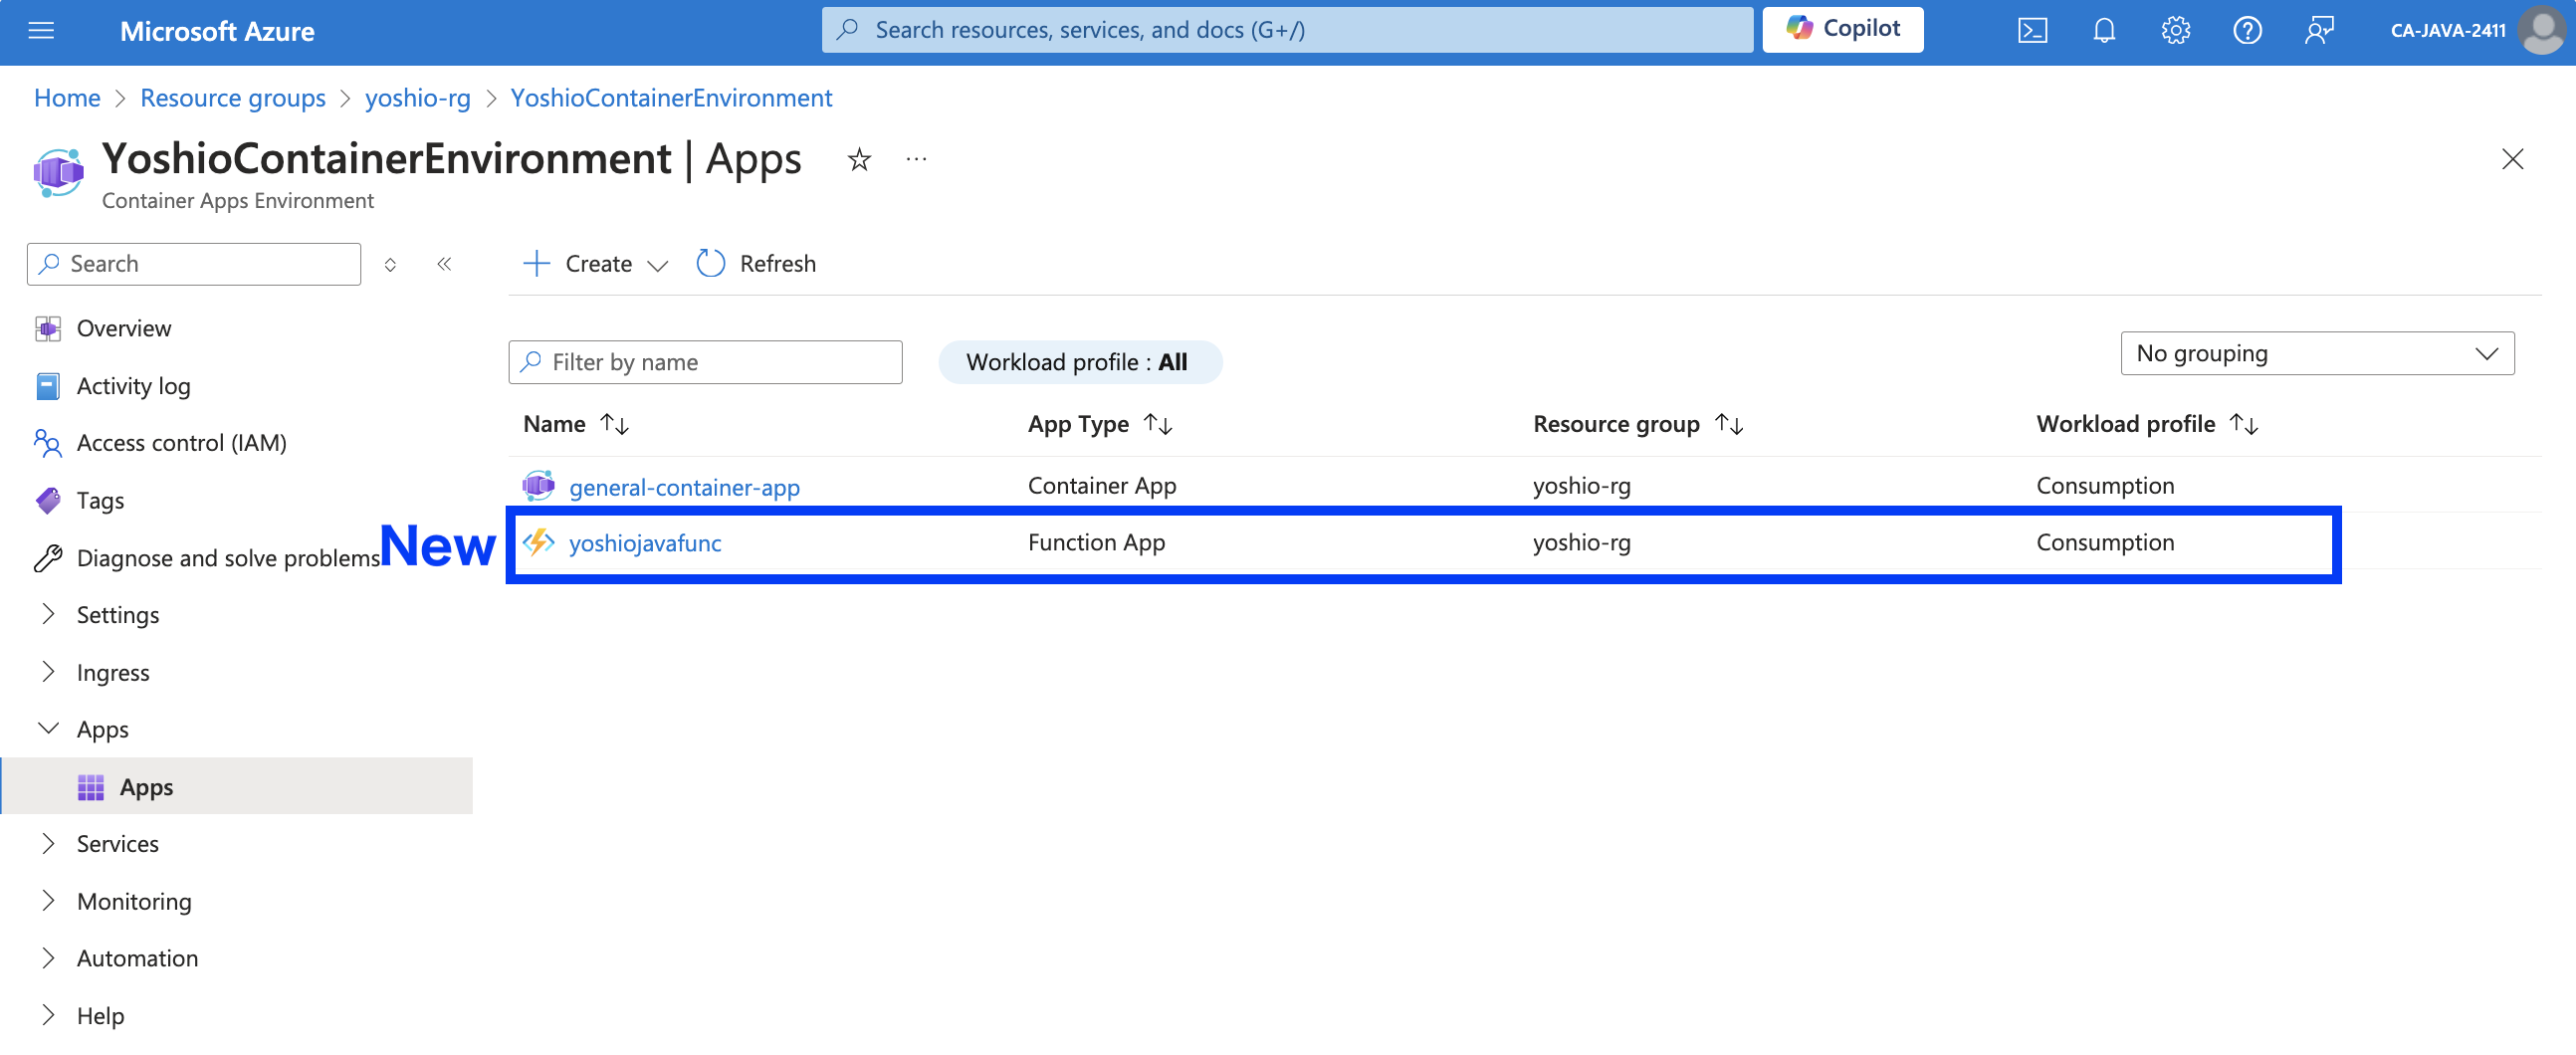 Microsoft Azure
Search resources, services, and docs (G+/)
Copilot
CA-JAVA-2411
Home > Resource groups > yoshio-rg > YoshioContainerEnvironment
YoshioContainerEnvironment | Apps
Container Apps Environment
Search
Create
Refresh
Overview
Activity log
Access control (IAM)
Tags
Diagnose and solve problems
Settings
Ingress
Apps
Apps
Services
Monitoring
Automation
Help
Filter by name
Workload profile : All
No grouping
Name App Type Resource group Workload profile
general-container-app Container App yoshio-rg Consumption
New
yoshiojavafunc Function App yoshio-rg Consumption